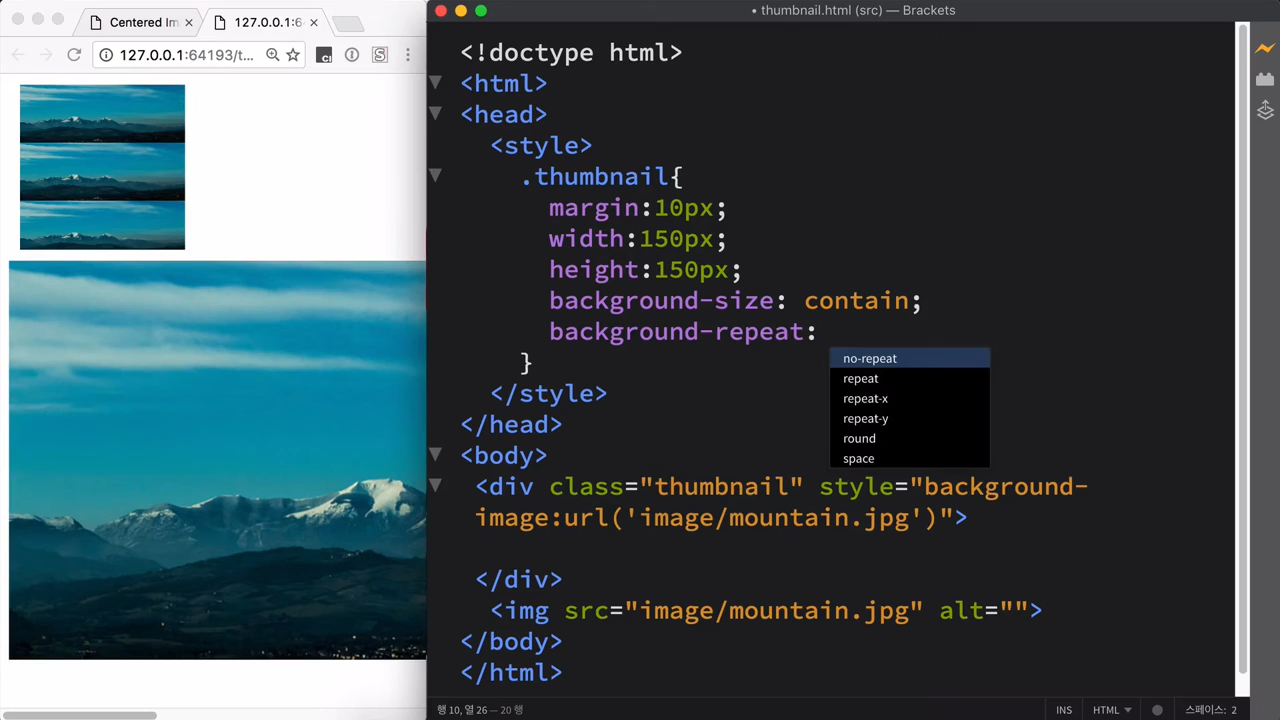 Centered Im
127.0.0.1:6
127.0.0.1:64193/t...
• thumbnail.html (src) — Brackets
<!doctype html>
<html>
<head>
<style>
.thumbnail{
margin:10px;
width:150px;
height:150px;
background-size: contain;
background-repeat:
no-repeat
repeat
repeat-x
repeat-y
round
space
}
</style>
</head>
<body>
<div class="thumbnail" style="background-
image:url('image/mountain.jpg')">
</div>
<img src="image/mountain.jpg" alt="">
</body>
</html>
행 10, 열 26 — 20 행
INS
HTML
스페이스: 2